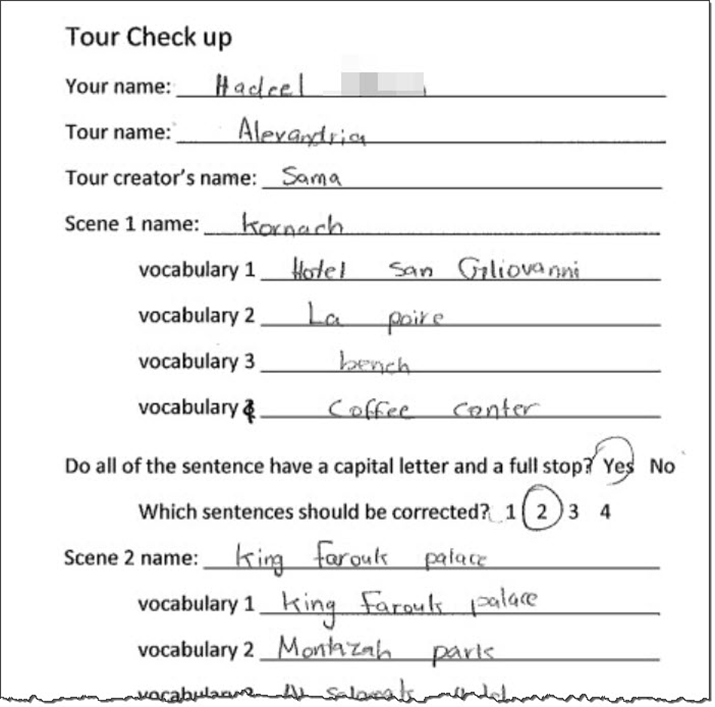 Tour Check up
Your name: Hadeel
Tour name: Alexandria
Tour creator's name: Sama
Scene 1 name: kornach
vocabulary 1 Hotel san Giliovanni
vocabulary 2 La poire
vocabulary 3 bench
vocabulary 4 Coffee center
Do all of the sentence have a capital letter and a full stop? Yes No
Which sentences should be corrected? 1 2 3 4
Scene 2 name: king farouk palace
vocabulary 1 king Farouk palace
vocabulary 2 Montazah park
vocabulary